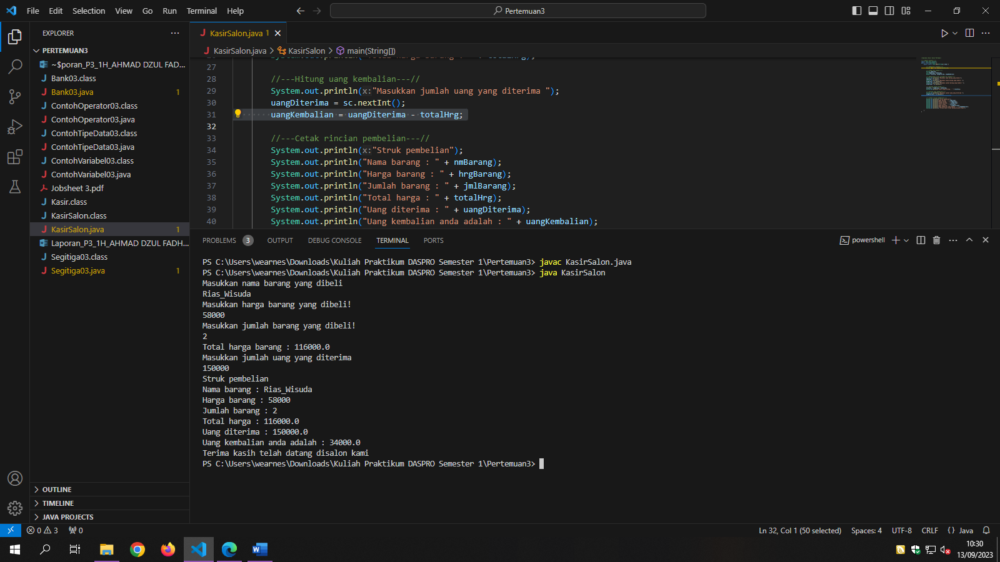 File Edit Selection View Go Run Terminal Help
Pertemuan3
EXPLORER
PERTEMUAN3
~$poran_P3_1H_AHMAD DZUL FAD...
Bank03.class
Bank03.java 1
ContohOperator03.class
ContohOperator03.java
ContohTipeData03.class
ContohTipeData03.java
ContohVariabel03.class
ContohVariabel03.java
Jobsheet 3.pdf
Kasir.class
KasirSalon.class
KasirSalon.java 1
Laporan_P3_1H_AHMAD DZUL FADH...
Segitiga03.class
Segitiga03.java 1
OUTLINE
TIMELINE
JAVA PROJECTS
KasirSalon.java 1
KasirSalon.java > KasirSalon > main(String[])
27
28 //---Hitung uang kembalian---//
29 System.out.println(x:"Masukkan jumlah uang yang diterima ");
30 uangDiterima = sc.nextInt();
31 uangKembalian = uangDiterima - totalHrg;
32
33 //---Cetak rincian pembelian---//
34 System.out.println(x:"Struk pembelian");
35 System.out.println("Nama barang : " + nmBarang);
36 System.out.println("Harga barang : " + hrgBarang);
37 System.out.println("Jumlah barang : " + jmlBarang);
38 System.out.println("Total harga : " + totalHrg);
39 System.out.println("Uang diterima : " + uangDiterima);
40 System.out.println("Uang kembalian anda adalah : " + uangKembalian);
PROBLEMS 3 OUTPUT DEBUG CONSOLE TERMINAL PORTS
powershell
PS C:\Users\wearnes\Downloads\Kuliah Praktikum DASPRO Semester 1\Pertemuan3> javac KasirSalon.java
PS C:\Users\wearnes\Downloads\Kuliah Praktikum DASPRO Semester 1\Pertemuan3> java KasirSalon
Masukkan nama barang yang dibeli
Rias_Wisuda
Masukkan harga barang yang dibeli!
58000
Masukkan jumlah barang yang dibeli!
2
Total harga barang : 116000.0
Masukkan jumlah uang yang diterima
150000
Struk pembelian
Nama barang : Rias_Wisuda
Harga barang : 58000
Jumlah barang : 2
Total harga : 116000.0
Uang diterima : 150000.0
Uang kembalian anda adalah : 34000.0
Terima kasih telah datang disalon kami
PS C:\Users\wearnes\Downloads\Kuliah Praktikum DASPRO Semester 1\Pertemuan3>
0 3 0
Ln 32, Col 1 (50 selected) Spaces: 4 UTF-8 CRLF {} Java
10:30
13/09/2023